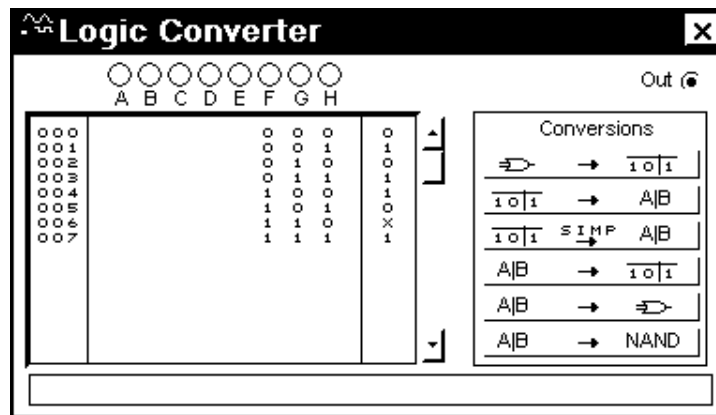 Logic Converter
Out
A B C D E F G H
000 0 0 0 0
001 0 0 1 1
002 0 1 0 0
003 0 1 1 1
004 1 0 0 1
005 1 0 1 0
006 1 1 0 X
007 1 1 1 1
Conversions
→ 1 0|1
1 0|1 → A|B
1 0|1 SIMP → A|B
A|B → 1 0|1
A|B →
A|B → NAND